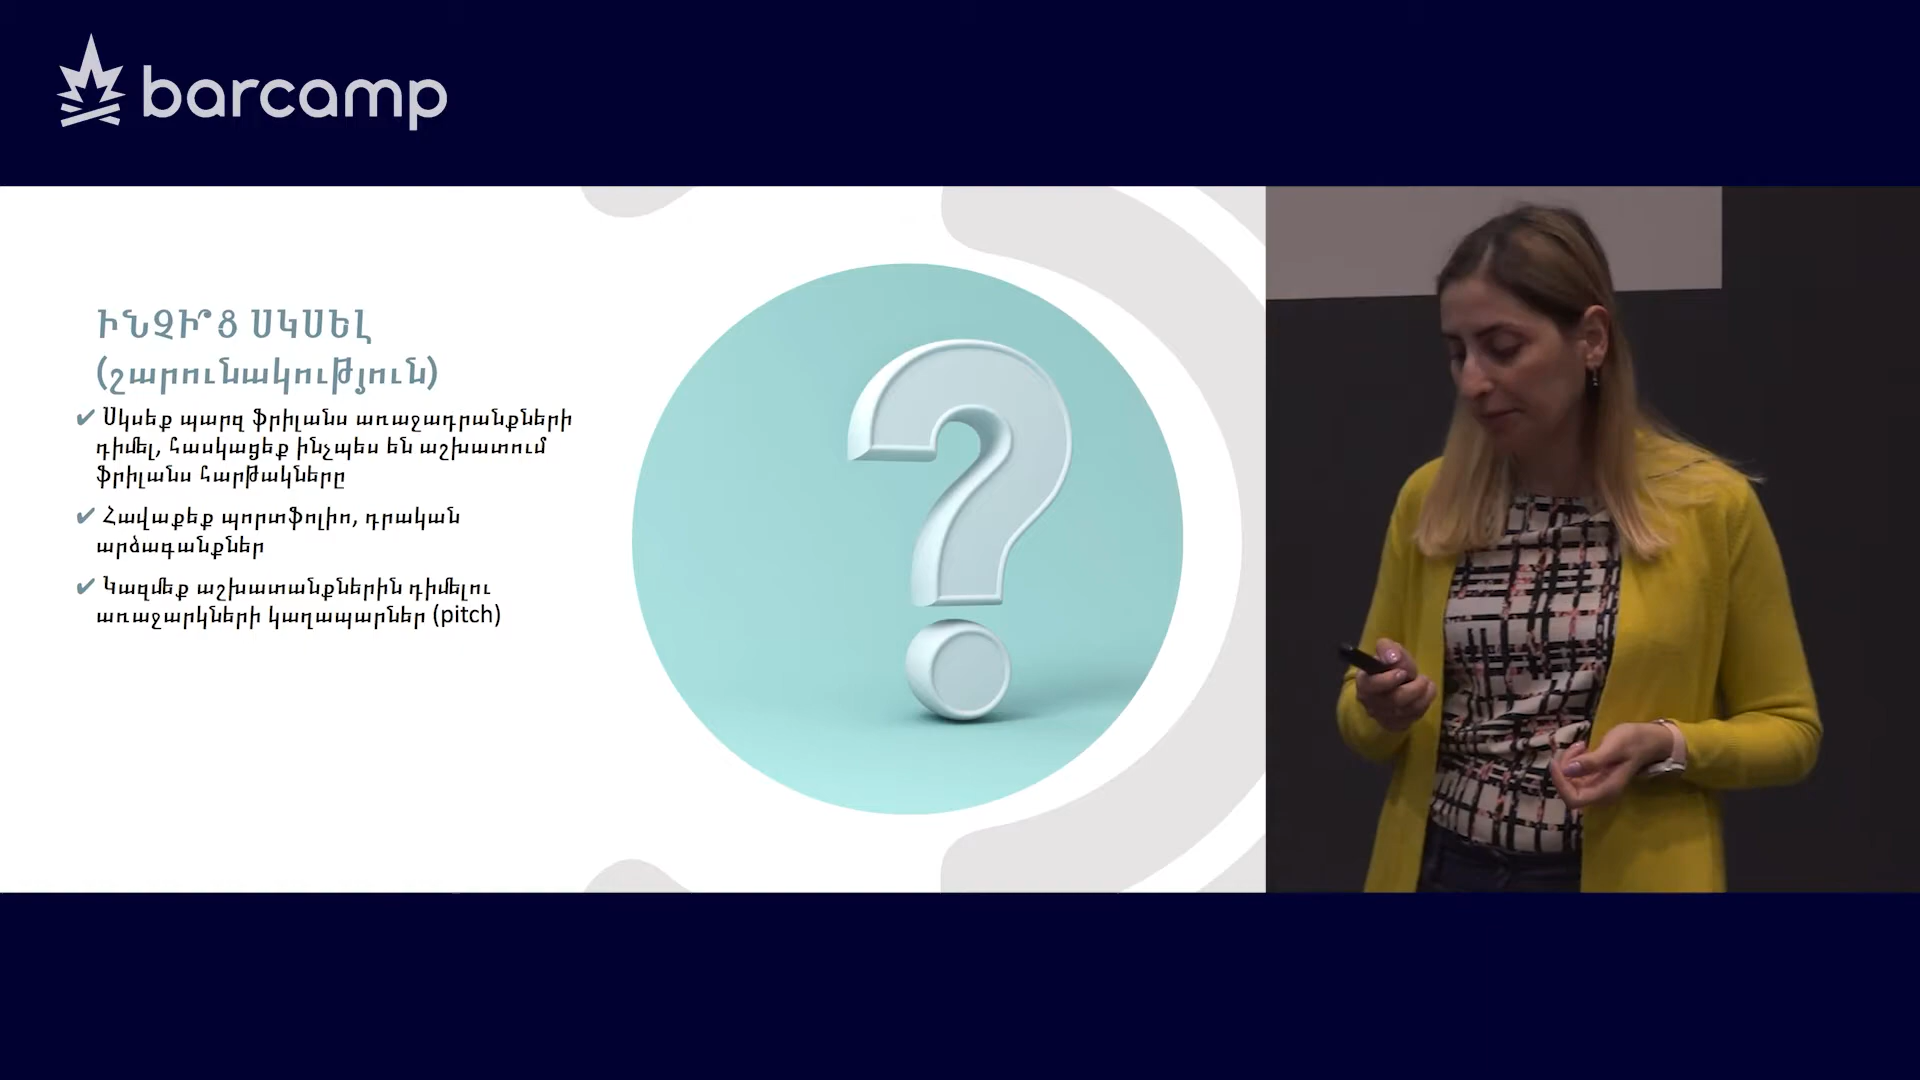 barcamp
ԻՆՉԻ՞Ց ՍԿՍԵԼ
(շարունակություն)
✔ Սկսեք պարզ ֆրիլանս առաջադրանքների
դիմել, հասկացեք ինչպես են աշխատում
ֆրիլանս հարթակները
✔ Հավաքեք պորտֆոլիո, դրական
արձագանքներ
✔ Կազմեք աշխատանքներին դիմելու
առաջարկների կաղապարներ (pitch)